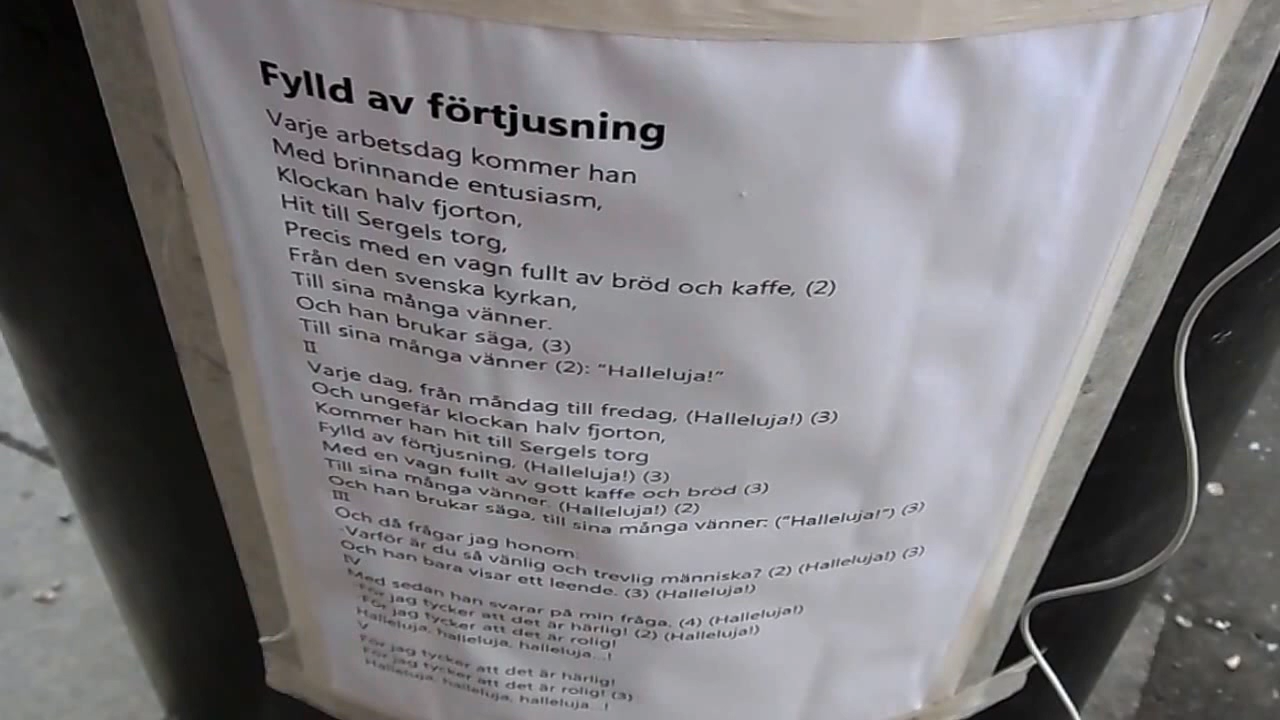 Fylld av förtjusning
Varje arbetsdag kommer han
Med brinnande entusiasm,
Klockan halv fjorton,
Hit till Sergels torg,
Precis med en vagn fullt av bröd och kaffe, (2)
Från den svenska kyrkan,
Till sina många vänner.
Och han brukar säga, (3)
Till sina många vänner (2): “Halleluja!”
II
Varje dag, från måndag till fredag, (Halleluja!) (3)
Och ungefär klockan halv fjorton,
Kommer han hit till Sergels torg
Fylld av förtjusning, (Halleluja!) (3)
Med en vagn fullt av gott kaffe och bröd (3)
Till sina många vänner. (Halleluja!) (2)
Och han brukar säga, till sina många vänner: (“Halleluja!”) (3)
III
Och då frågar jag honom:
-Varför är du så vänlig och trevlig människa? (2) (Halleluja!) (3)
Och han bara visar ett leende. (3) (Halleluja!)
IV
Med sedan han svarar på min fråga. (4) (Halleluja!)
-För jag tycker att det är härlig! (2) (Halleluja!)
-För jag tycker att det är rolig!
Halleluja, halleluja, halleluja...!
V
-För jag tycker att det är härlig!
-För jag tycker att det är rolig! (3)
Halleluja, halleluja, halleluja...!